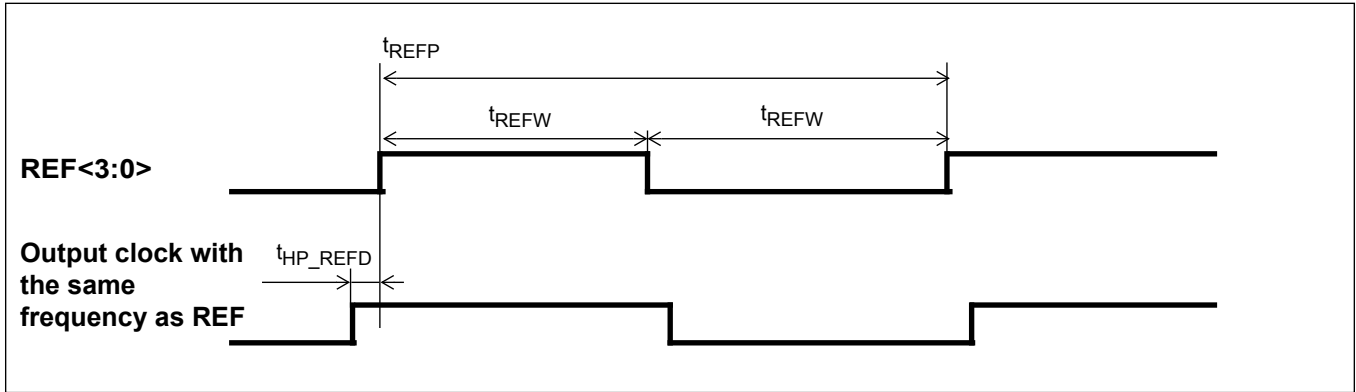 tREFP
tREFW tREFW
REF<3:0>
Output clock with
the same
frequency as REF
tHP_REFD